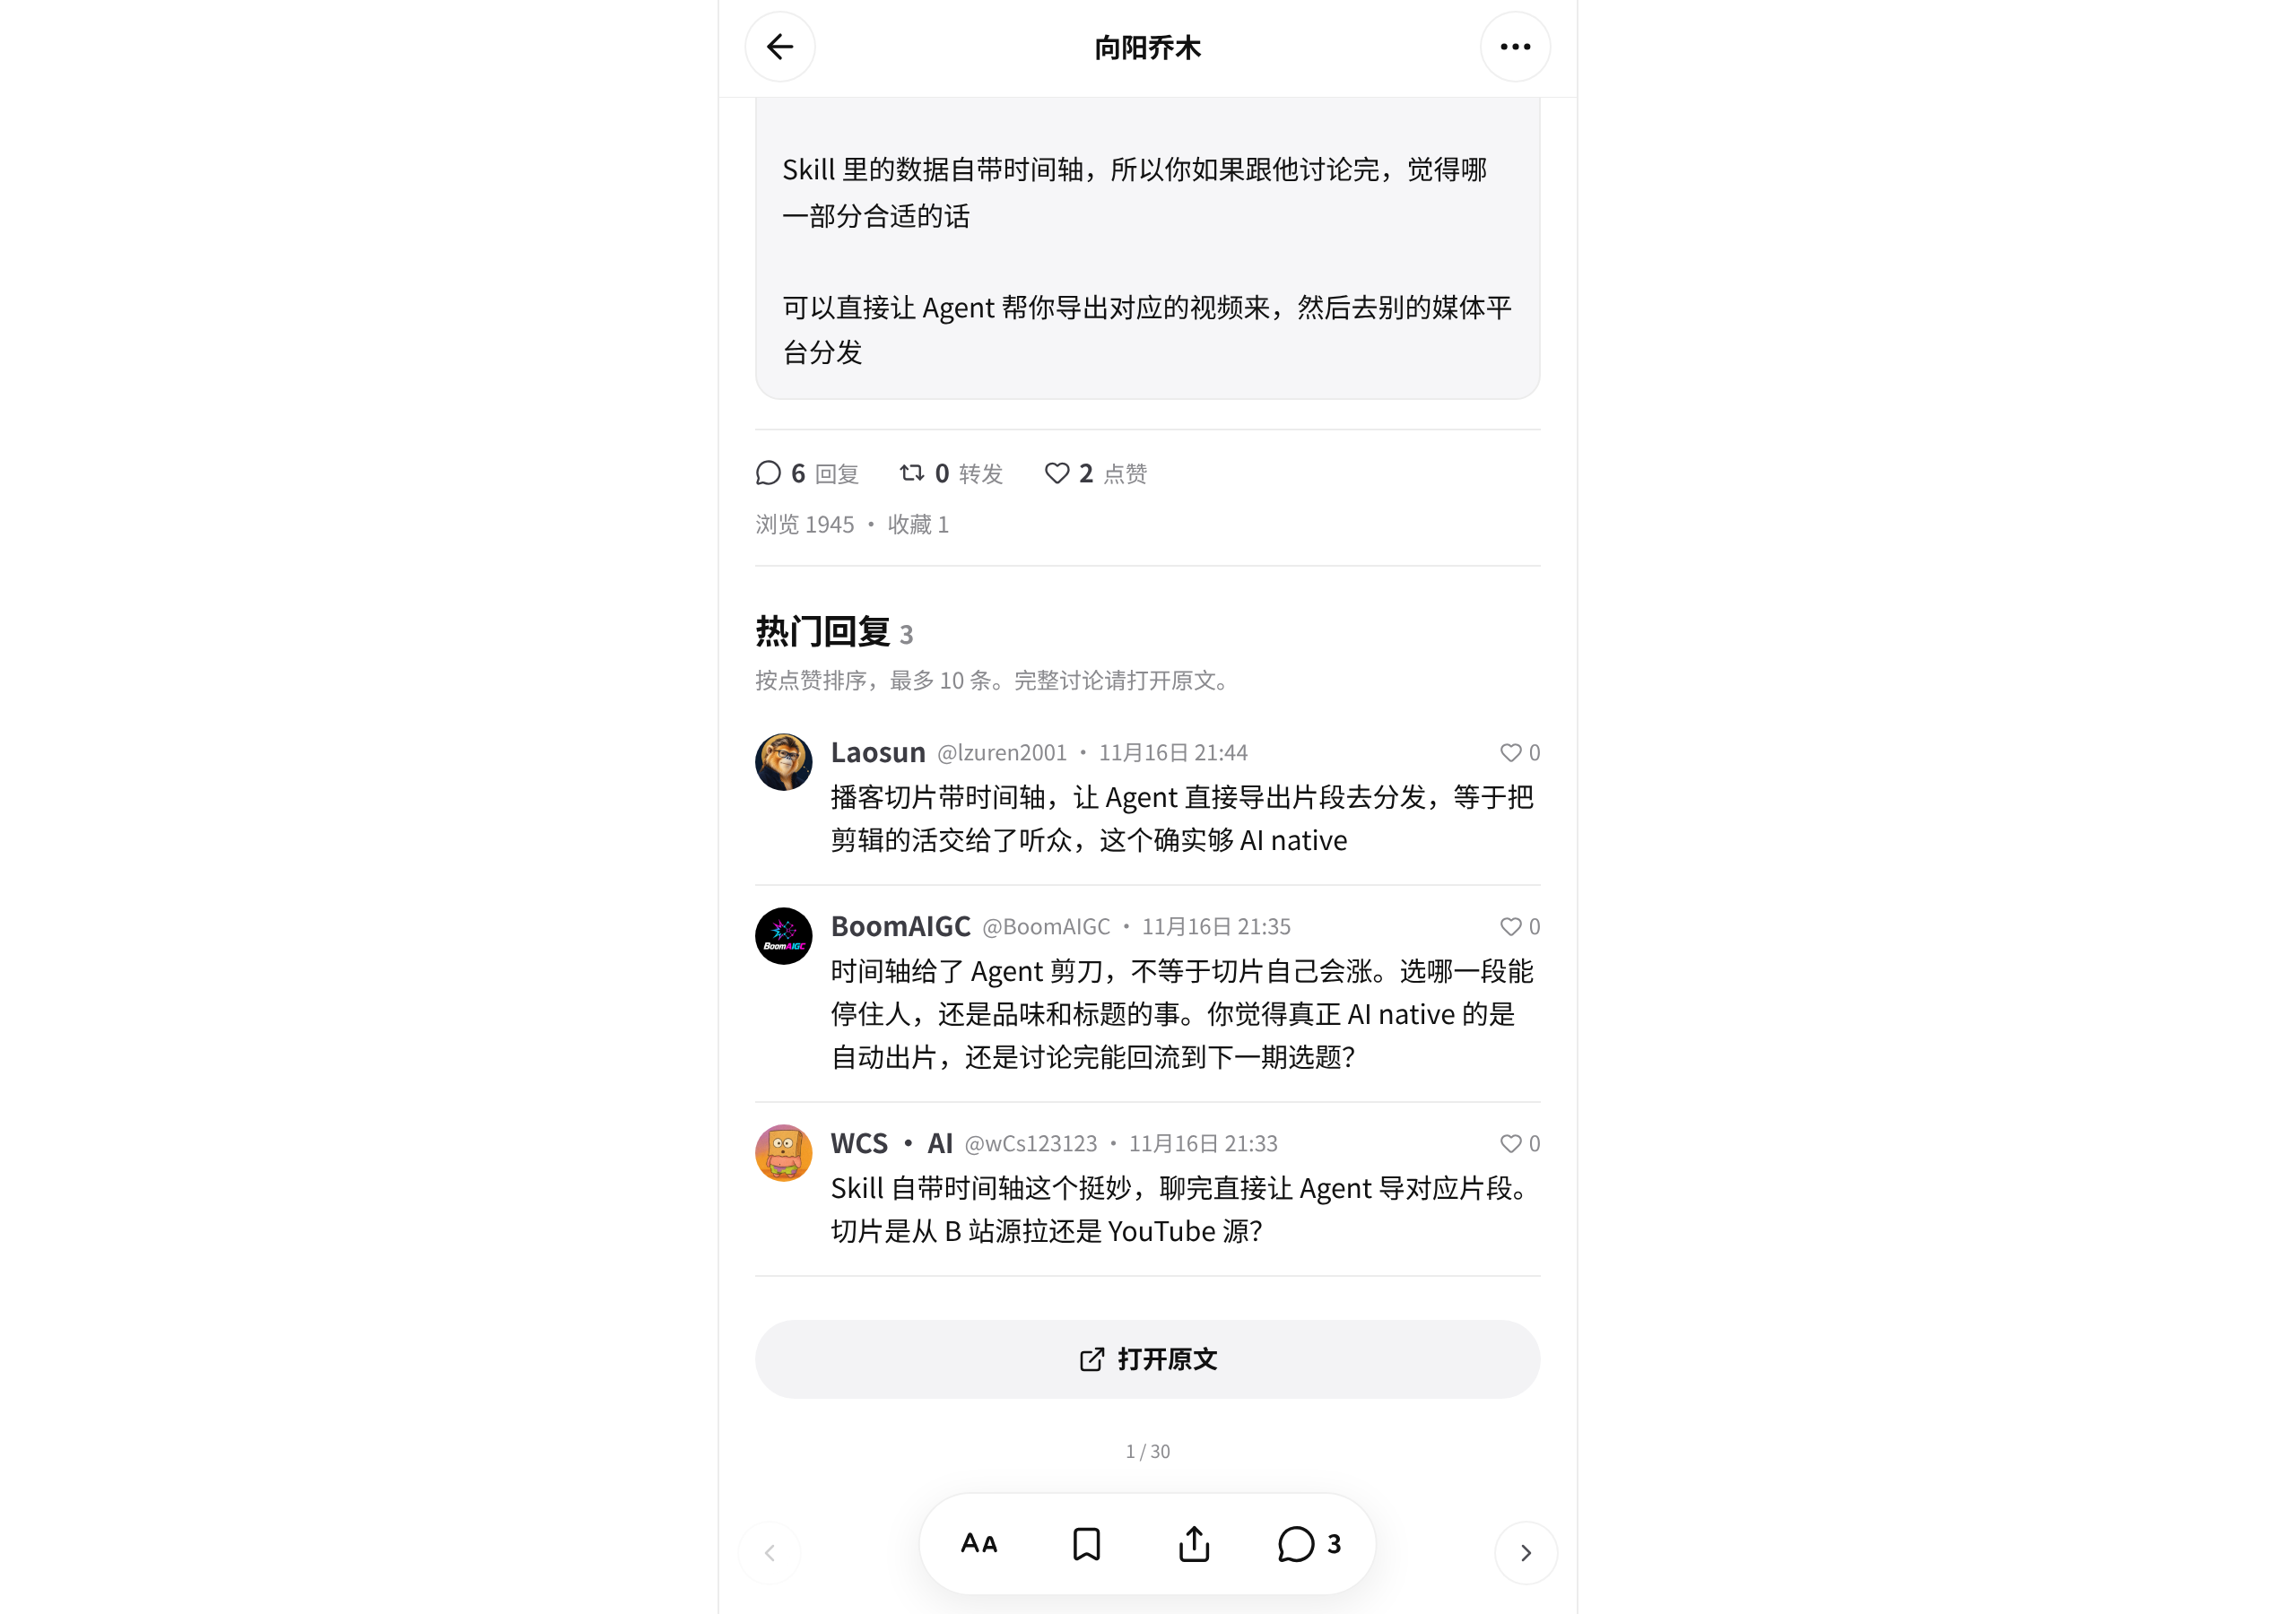 向阳乔木
Skill 里的数据自带时间轴，所以你如果跟他讨论完，觉得哪
一部分合适的话
可以直接让 Agent 帮你导出对应的视频来，然后去别的媒体平
台分发
6 回复 0 转发 2 点赞
浏览 1945 · 收藏 1
热门回复 3
按点赞排序，最多 10 条。完整讨论请打开原文。
Laosun @lzuren2001 · 11月16日 21:44 0
播客切片带时间轴，让 Agent 直接导出片段去分发，等于把
剪辑的活交给了听众，这个确实够 AI native
BoomAIGC
BoomAIGC @BoomAIGC · 11月16日 21:35 0
时间轴给了 Agent 剪刀，不等于切片自己会涨。选哪一段能
停住人，还是品味和标题的事。你觉得真正 AI native 的是
自动出片，还是讨论完能回流到下一期选题？
WCS · AI @wCs123123 · 11月16日 21:33 0
Skill 自带时间轴这个挺妙，聊完直接让 Agent 导对应片段。
切片是从 B 站源拉还是 YouTube 源？
打开原文
1 / 30
AA 3